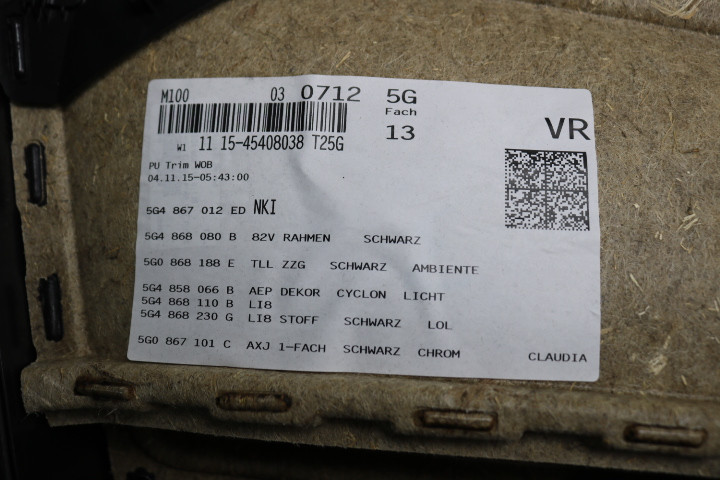 M100 03 0712 5G
Fach
13 VR
W1 11 15-45408038 T25G
PU Trim WOB
04.11.15-05:43:00
5G4 867 012 ED NKI
5G4 868 080 B 82V RAHMEN SCHWARZ
5G0 868 188 E TLL ZZG SCHWARZ AMBIENTE
5G4 858 066 B AEP DEKOR CYCLON LICHT
5G4 868 110 B LI8
5G4 868 230 G LI8 STOFF SCHWARZ LOL
5G0 867 101 C AXJ 1-FACH SCHWARZ CHROM CLAUDIA